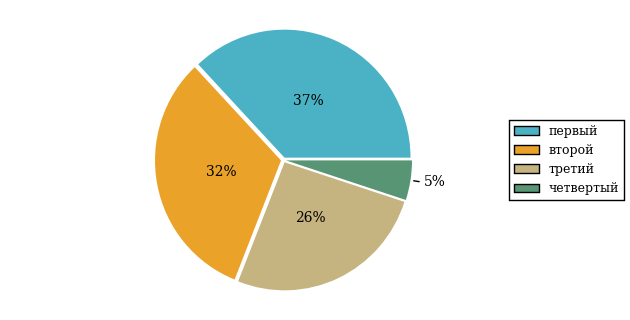 37%
32%
26%
5%
первый
второй
третий
четвертый